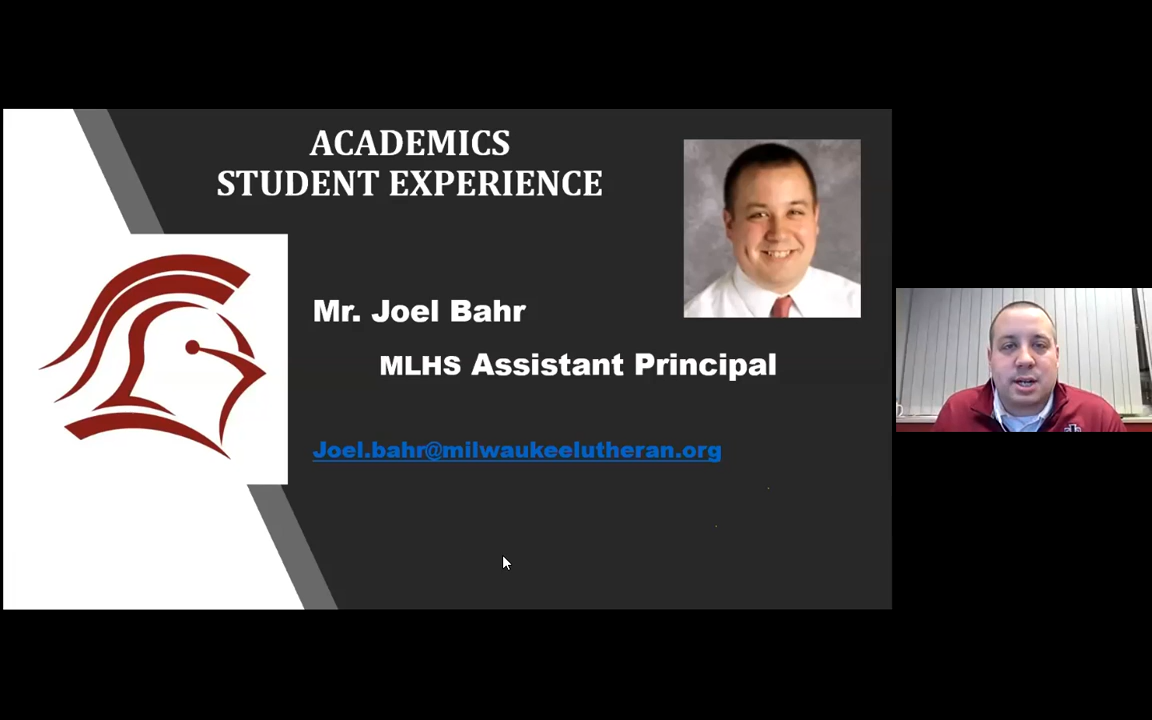 ACADEMICS
STUDENT EXPERIENCE
Mr. Joel Bahr
MLHS Assistant Principal
Joel.bahr@milwaukeelutheran.org